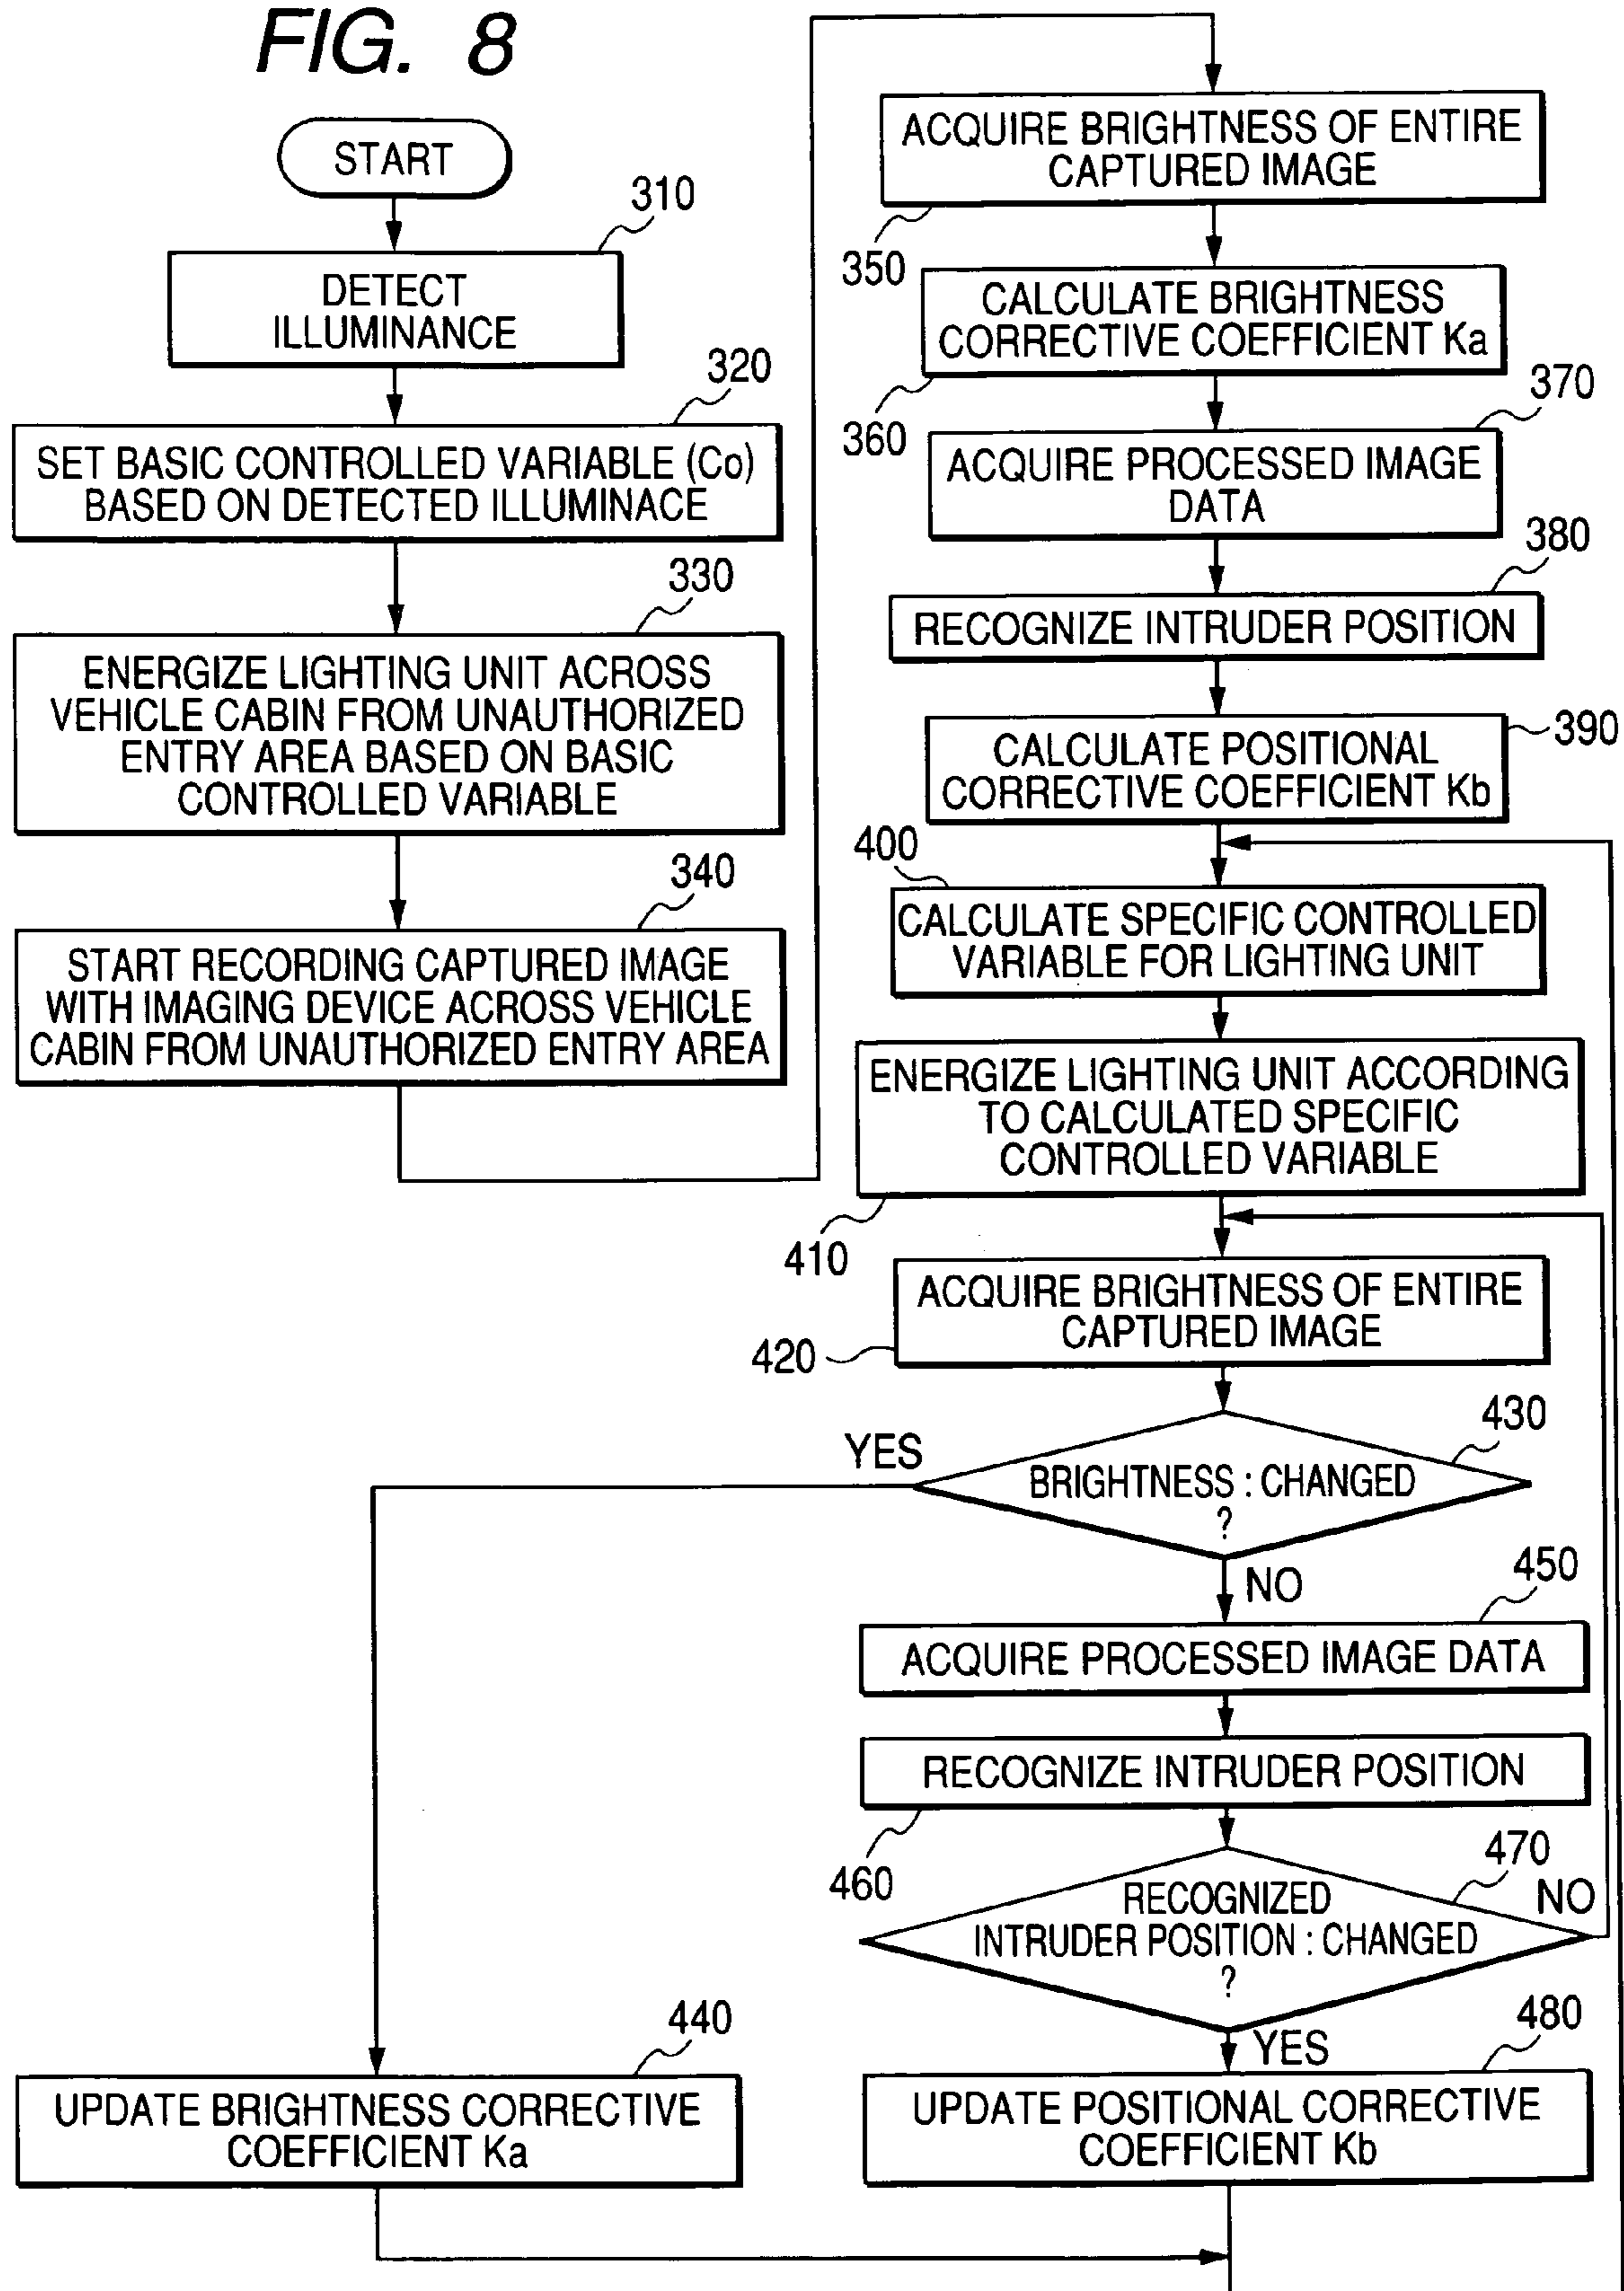 FIG. 8
START
310
DETECT
ILLUMINANCE
320
SET BASIC CONTROLLED VARIABLE (Co)
BASED ON DETECTED ILLUMINACE
330
ENERGIZE LIGHTING UNIT ACROSS
VEHICLE CABIN FROM UNAUTHORIZED
ENTRY AREA BASED ON BASIC
CONTROLLED VARIABLE
340
START RECORDING CAPTURED IMAGE
WITH IMAGING DEVICE ACROSS VEHICLE
CABIN FROM UNAUTHORIZED ENTRY AREA
ACQUIRE BRIGHTNESS OF ENTIRE
CAPTURED IMAGE
350
CALCULATE BRIGHTNESS
CORRECTIVE COEFFICIENT Ka
360
370
ACQUIRE PROCESSED IMAGE
DATA
380
RECOGNIZE INTRUDER POSITION
390
CALCULATE POSITIONAL
CORRECTIVE COEFFICIENT Kb
400
CALCULATE SPECIFIC CONTROLLED
VARIABLE FOR LIGHTING UNIT
ENERGIZE LIGHTING UNIT ACCORDING
TO CALCULATED SPECIFIC
CONTROLLED VARIABLE
410
ACQUIRE BRIGHTNESS OF ENTIRE
CAPTURED IMAGE
420
430
YES
BRIGHTNESS : CHANGED
?
NO
450
ACQUIRE PROCESSED IMAGE DATA
RECOGNIZE INTRUDER POSITION
460
470
RECOGNIZED
INTRUDER POSITION : CHANGED
?
NO
YES
440
UPDATE BRIGHTNESS CORRECTIVE
COEFFICIENT Ka
480
UPDATE POSITIONAL CORRECTIVE
COEFFICIENT Kb